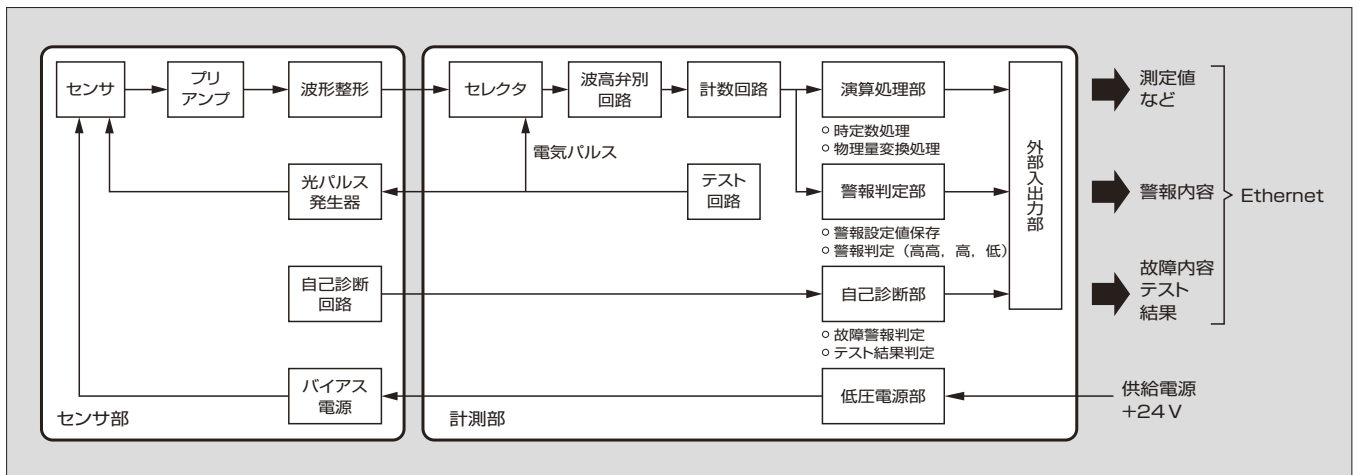 センサ
プリ
アンプ
波形整形
セレクタ
波高弁別
回路
計数回路
演算処理部
○時定数処理
○物理量変換処理
測定値
など
電気パルス
光パルス
発生器
テスト
回路
警報判定部
○警報設定値保存
○警報判定（高高，高，低）
外部入出力部
警報内容
Ethernet
自己診断
回路
自己診断部
○故障警報判定
○テスト結果判定
故障内容
テスト
結果
バイアス
電源
低圧電源部
供給電源
+24V
センサ部
計測部